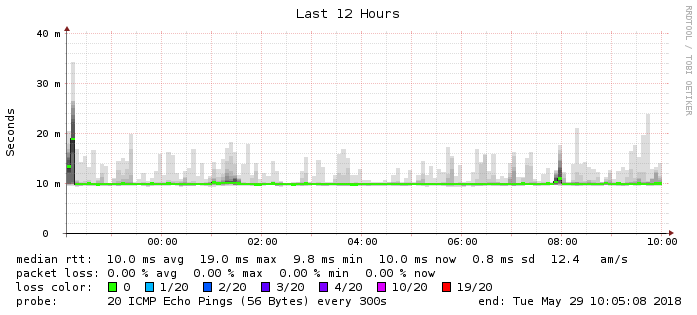 Last 12 Hours
RRDTOOL / TOBI OETIKER
Seconds
40 m
30 m
20 m
10 m
0
00:00 02:00 04:00 06:00 08:00 10:00
median rtt: 10.0 ms avg 19.0 ms max 9.8 ms min 10.0 ms now 0.8 ms sd 12.4 am/s
packet loss: 0.00 % avg 0.00 % max 0.00 % min 0.00 % now
loss color: 0 1/20 2/20 3/20 4/20 10/20 19/20
probe: 20 ICMP Echo Pings (56 Bytes) every 300s end: Tue May 29 10:05:08 2018